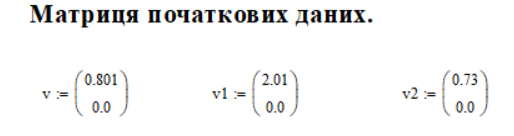 Матриця початкових даних.
v := (0.801 0.0) v1 := (2.01 0.0) v2 := (0.73 0.0)